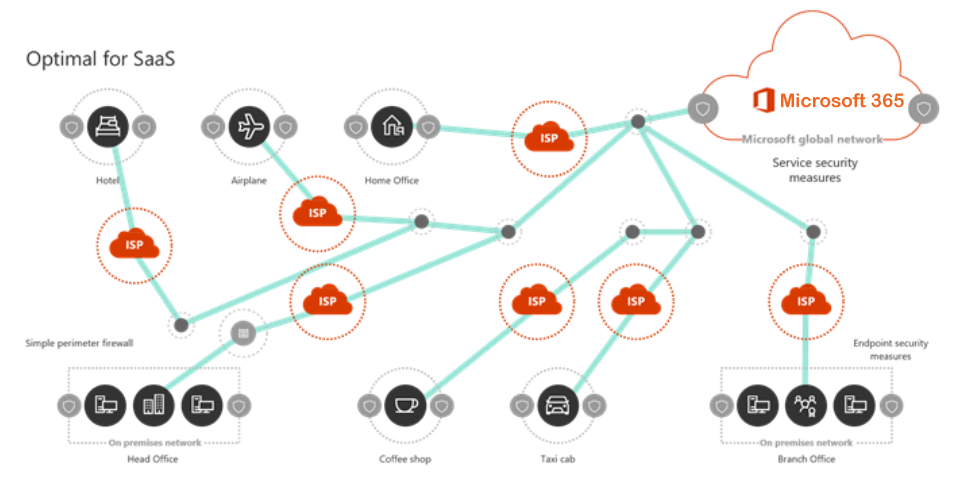 Optimal for SaaS
Microsoft 365
Microsoft global network
Service security
measures
Hotel
Airplane
Home Office
ISP
ISP
ISP
ISP
ISP
ISP
ISP
Simple perimeter firewall
Endpoint security
measures
On premises network
Head Office
Coffee shop
Taxi cab
On premises network
Branch Office